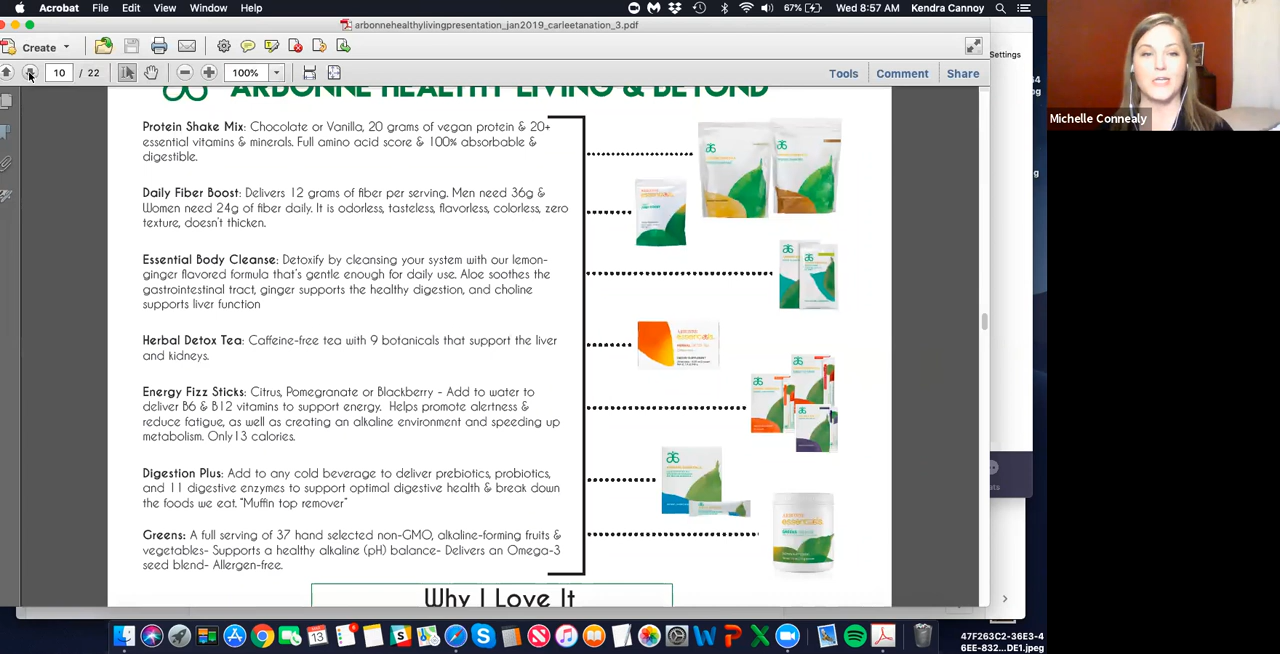 Acrobat File Edit View Window Help
67% Wed 8:57 AM Kendra Cannoy
arbonnehealthylivingpresentation_jan2019_carleetanation_3.pdf
Create
Settings
10 / 22 100% Tools Comment Share
ARBONNE HEALTHY LIVING & BEYOND
Protein Shake Mix: Chocolate or Vanilla, 20 grams of vegan protein & 20+
essential vitamins & minerals. Full amino acid score & 100% absorbable &
digestible.
Daily Fiber Boost: Delivers 12 grams of fiber per serving. Men need 36g &
Women need 24g of fiber daily. It is odorless, tasteless, flavorless, colorless, zero
texture, doesn't thicken.
Essential Body Cleanse: Detoxify by cleansing your system with our lemon-
ginger flavored formula that's gentle enough for daily use. Aloe soothes the
gastrointestinal tract, ginger supports the healthy digestion, and choline
supports liver function
Herbal Detox Tea: Caffeine-free tea with 9 botanicals that support the liver
and kidneys.
Energy Fizz Sticks: Citrus, Pomegranate or Blackberry - Add to water to
deliver B6 & B12 vitamins to support energy. Helps promote alertness &
reduce fatigue, as well as creating an alkaline environment and speeding up
metabolism. Only 13 calories.
Digestion Plus: Add to any cold beverage to deliver prebiotics, probiotics,
and 11 digestive enzymes to support optimal digestive health & break down
the foods we eat. "Muffin top remover"
Greens: A full serving of 37 hand selected non-GMO, alkaline-forming fruits &
vegetables- Supports a healthy alkaline (pH) balance- Delivers an Omega-3
seed blend- Allergen-free.
Why I Love It
essentials
Michelle Connealy
47F263C2-36E3-4
6EE-832...DE1.jpeg